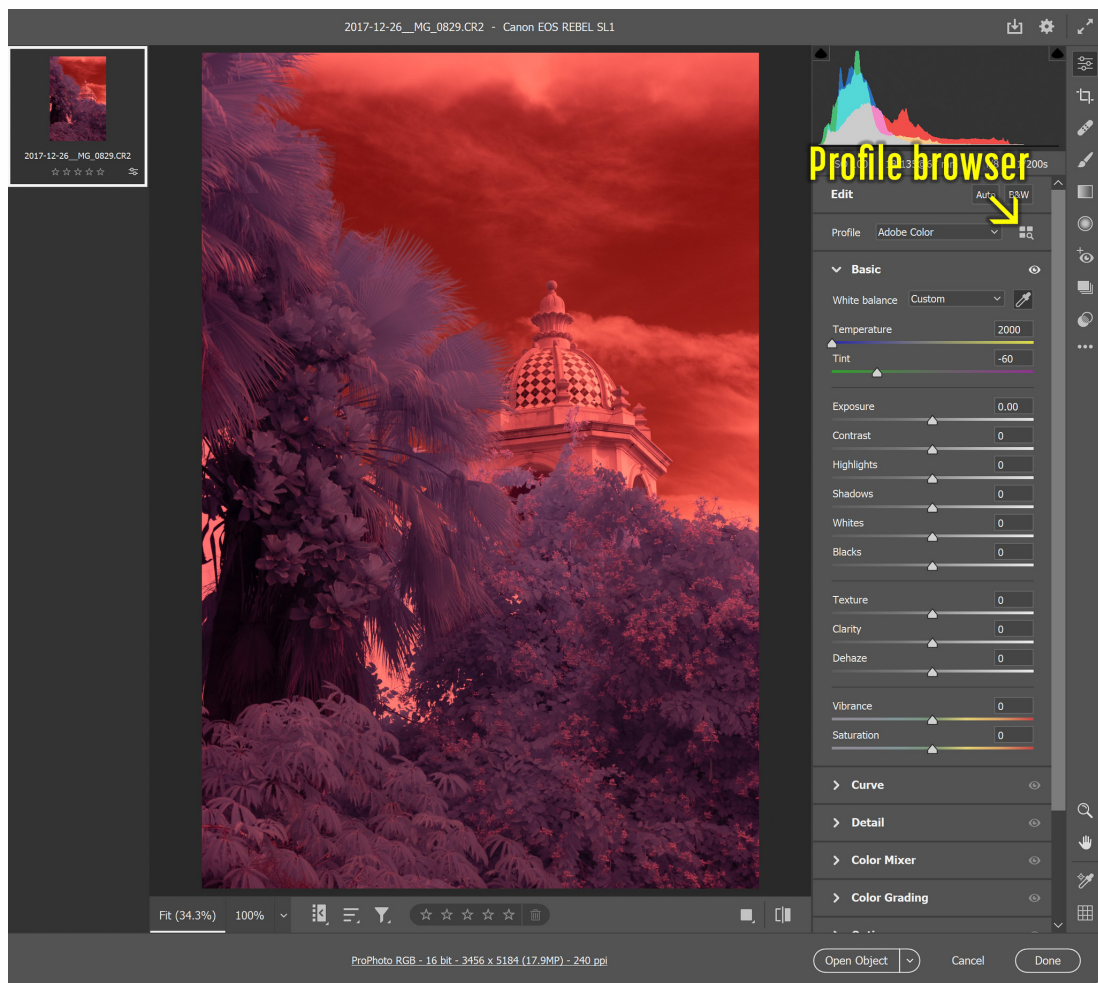 2017-12-26__MG_0829.CR2 - Canon EOS REBEL SL1
2017-12-26__MG_0829.CR2
Profile browser
200s
Edit
Auto
B&W
Profile
Adobe Color
Basic
White balance
Custom
Temperature
2000
Tint
-60
Exposure
0.00
Contrast
0
Highlights
0
Shadows
0
Whites
0
Blacks
0
Texture
0
Clarity
0
Dehaze
0
Vibrance
0
Saturation
0
Curve
Detail
Color Mixer
Color Grading
Fit (34.3%)
100%
ProPhoto RGB - 16 bit - 3456 x 5184 (17.9MP) - 240 ppi
Open Object
Cancel
Done